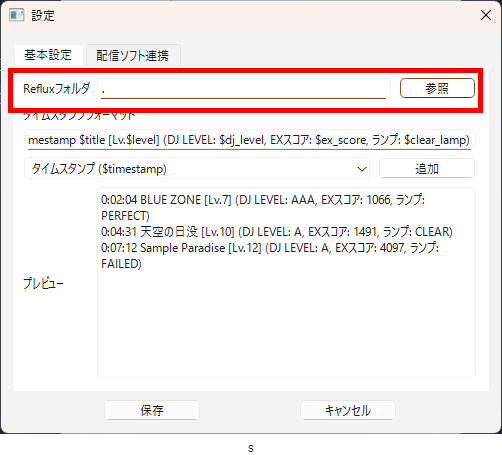 設定
基本設定 配信ソフト連携
Refluxフォルダ . 参照
タイムスタンプフォーマット
mestamp $title [Lv.$level] (DJ LEVEL: $dj_level, EXスコア: $ex_score, ランプ: $clear_lamp)
タイムスタンプ ($timestamp) 追加
0:02:04 BLUE ZONE [Lv.7] (DJ LEVEL: AAA, EXスコア: 1066, ランプ:
PERFECT)
0:04:31 天空の日没 [Lv.10] (DJ LEVEL: A, EXスコア: 1491, ランプ: CLEAR)
0:07:12 Sample Paradise [Lv.12] (DJ LEVEL: A, EXスコア: 4097, ランプ:
FAILED)
プレビュー
保存 キャンセル
s